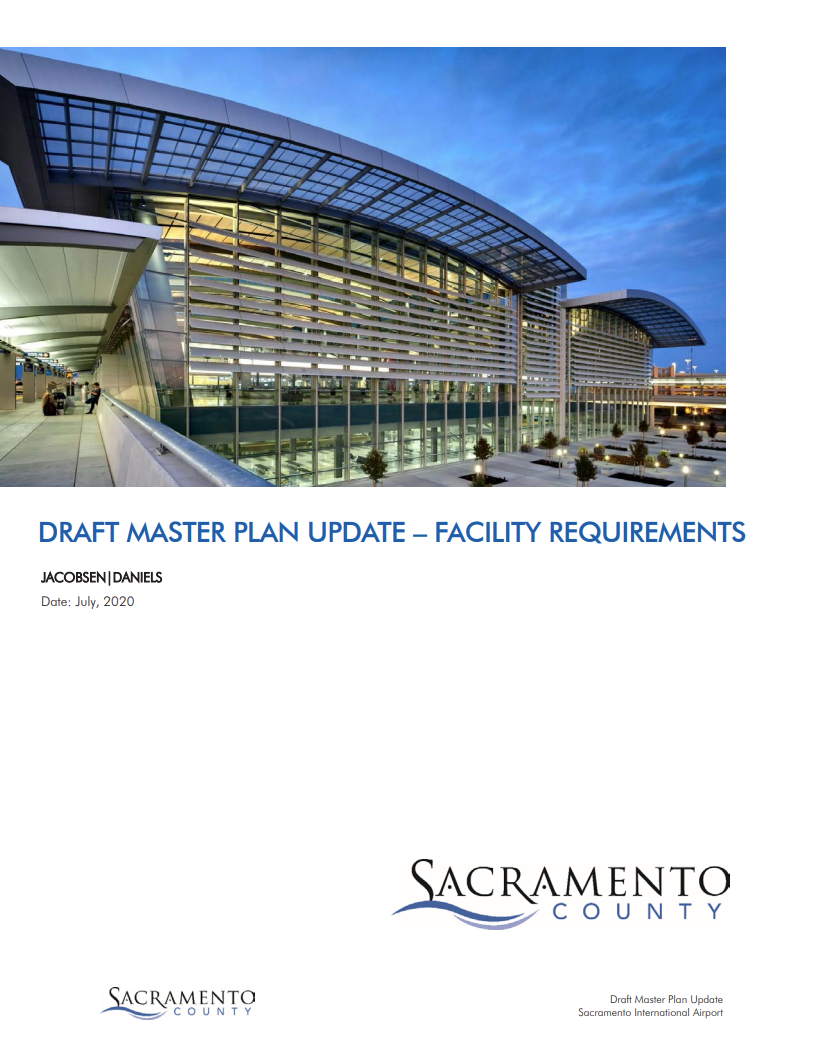 DRAFT MASTER PLAN UPDATE – FACILITY REQUIREMENTS
JACOBSEN|DANIELS
Date: July, 2020
SACRAMENTO
COUNTY
SACRAMENTO
COUNTY
Draft Master Plan Update
Sacramento International Airport